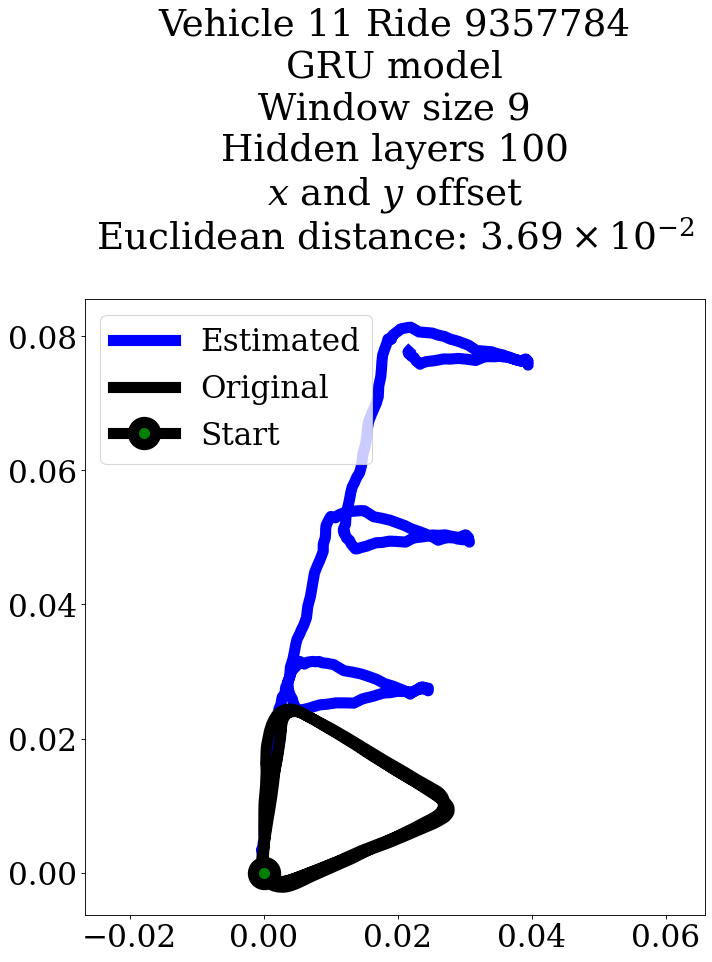 Vehicle 11 Ride 9357784
GRU model
Window size 9
Hidden layers 100
x and y offset
Euclidean distance: 3.69 × 10⁻²
Estimated
Original
Start
0.08
0.06
0.04
0.02
0.00
−0.02 0.00 0.02 0.04 0.06